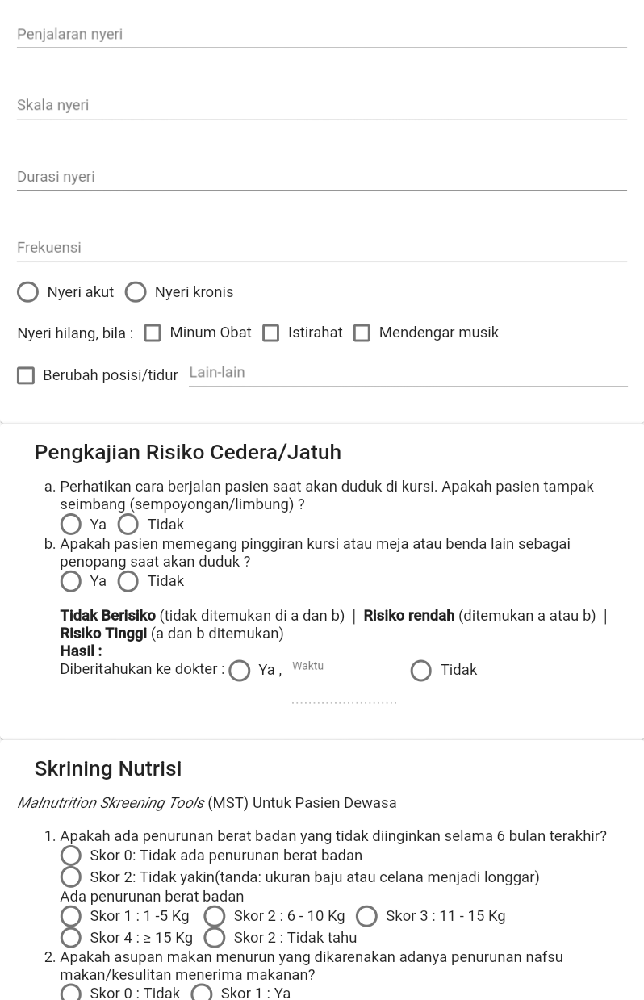 Penjalaran nyeri
Skala nyeri
Durasi nyeri
Frekuensi
Nyeri akut Nyeri kronis
Nyeri hilang, bila : Minum Obat Istirahat Mendengar musik
Berubah posisi/tidur Lain-lain
Pengkajian Risiko Cedera/Jatuh
a. Perhatikan cara berjalan pasien saat akan duduk di kursi. Apakah pasien tampak
seimbang (sempoyongan/limbung) ?
Ya Tidak
b. Apakah pasien memegang pinggiran kursi atau meja atau benda lain sebagai
penopang saat akan duduk ?
Ya Tidak
Tidak Berisiko (tidak ditemukan di a dan b) | Risiko rendah (ditemukan a atau b) |
Risiko Tinggi (a dan b ditemukan)
Hasil :
Diberitahukan ke dokter : Ya , Waktu Tidak
Skrining Nutrisi
Malnutrition Skreening Tools (MST) Untuk Pasien Dewasa
1. Apakah ada penurunan berat badan yang tidak diinginkan selama 6 bulan terakhir?
Skor 0: Tidak ada penurunan berat badan
Skor 2: Tidak yakin(tanda: ukuran baju atau celana menjadi longgar)
Ada penurunan berat badan
Skor 1 : 1 -5 Kg Skor 2 : 6 - 10 Kg Skor 3 : 11 - 15 Kg
Skor 4 : ≥ 15 Kg Skor 2 : Tidak tahu
2. Apakah asupan makan menurun yang dikarenakan adanya penurunan nafsu
makan/kesulitan menerima makanan?
Skor 0 : Tidak Skor 1 : Ya